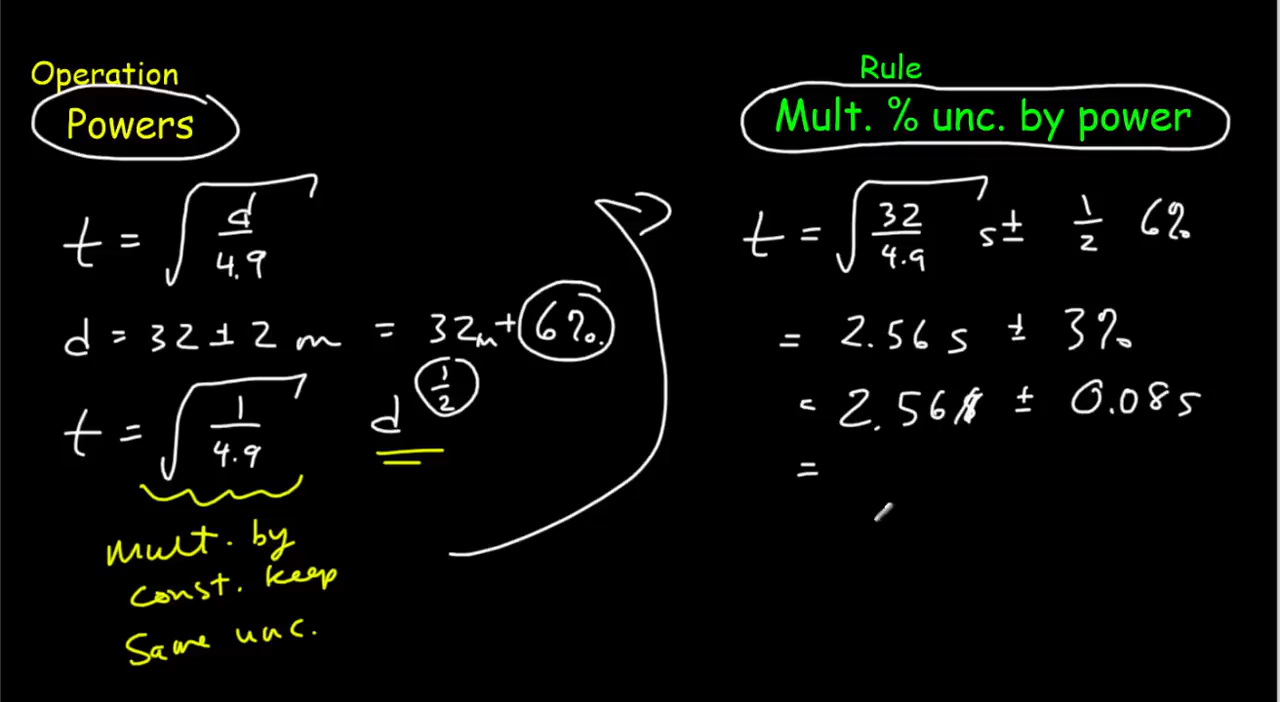 Operation
Powers
t = √(d/4.9)
d = 32 ± 2 m = 32m + 6%.
t = √(1/4.9) d^(1/2)
Mult. by
const. keep
Same unc.
Rule
Mult. % unc. by power
t = √(32/4.9) s ± 1/2 6%
= 2.56 s ± 3%
= 2.56 s ± 0.08 s
=